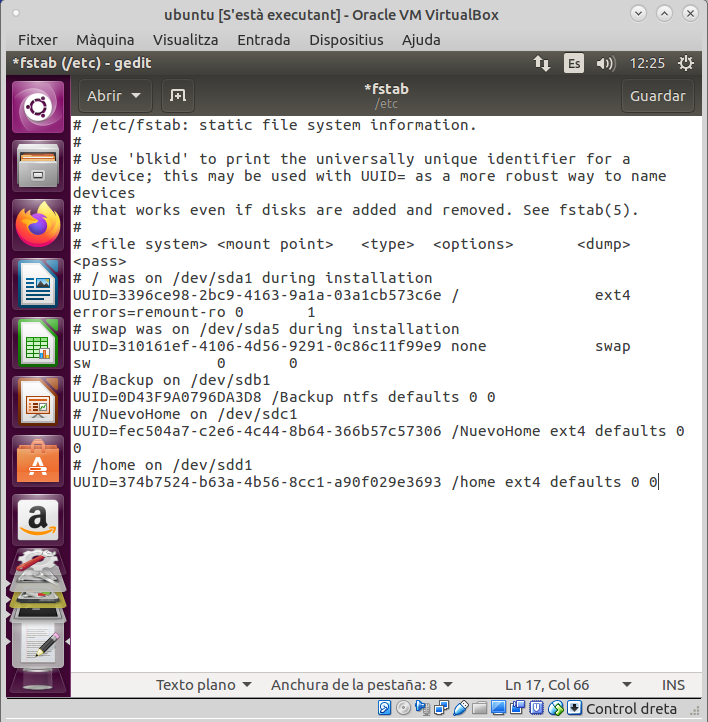 ubuntu [S'està executant] - Oracle VM VirtualBox
Fitxer Màquina Visualitza Entrada Dispositius Ajuda
*fstab (/etc) - gedit Es 12:25
Abrir *fstab Guardar
/etc
# /etc/fstab: static file system information.
#
# Use 'blkid' to print the universally unique identifier for a
# device; this may be used with UUID= as a more robust way to name
devices
# that works even if disks are added and removed. See fstab(5).
#
# <file system> <mount point>   <type>  <options>       <dump>
<pass>
# / was on /dev/sda1 during installation
UUID=3396ce98-2bc9-4163-9a1a-03a1cb573c6e /               ext4
errors=remount-ro 0       1
# swap was on /dev/sda5 during installation
UUID=310161ef-4106-4d56-9291-0c86c11f99e9 none            swap
sw              0       0
# /Backup on /dev/sdb1
UUID=0D43F9A0796DA3D8 /Backup ntfs defaults 0 0
# /NuevoHome on /dev/sdc1
UUID=fec504a7-c2e6-4c44-8b64-366b57c57306 /NuevoHome ext4 defaults 0
0
# /home on /dev/sdd1
UUID=374b7524-b63a-4b56-8cc1-a90f029e3693 /home ext4 defaults 0 0
Texto plano Anchura de la pestaña: 8 Ln 17, Col 66 INS
Control dreta